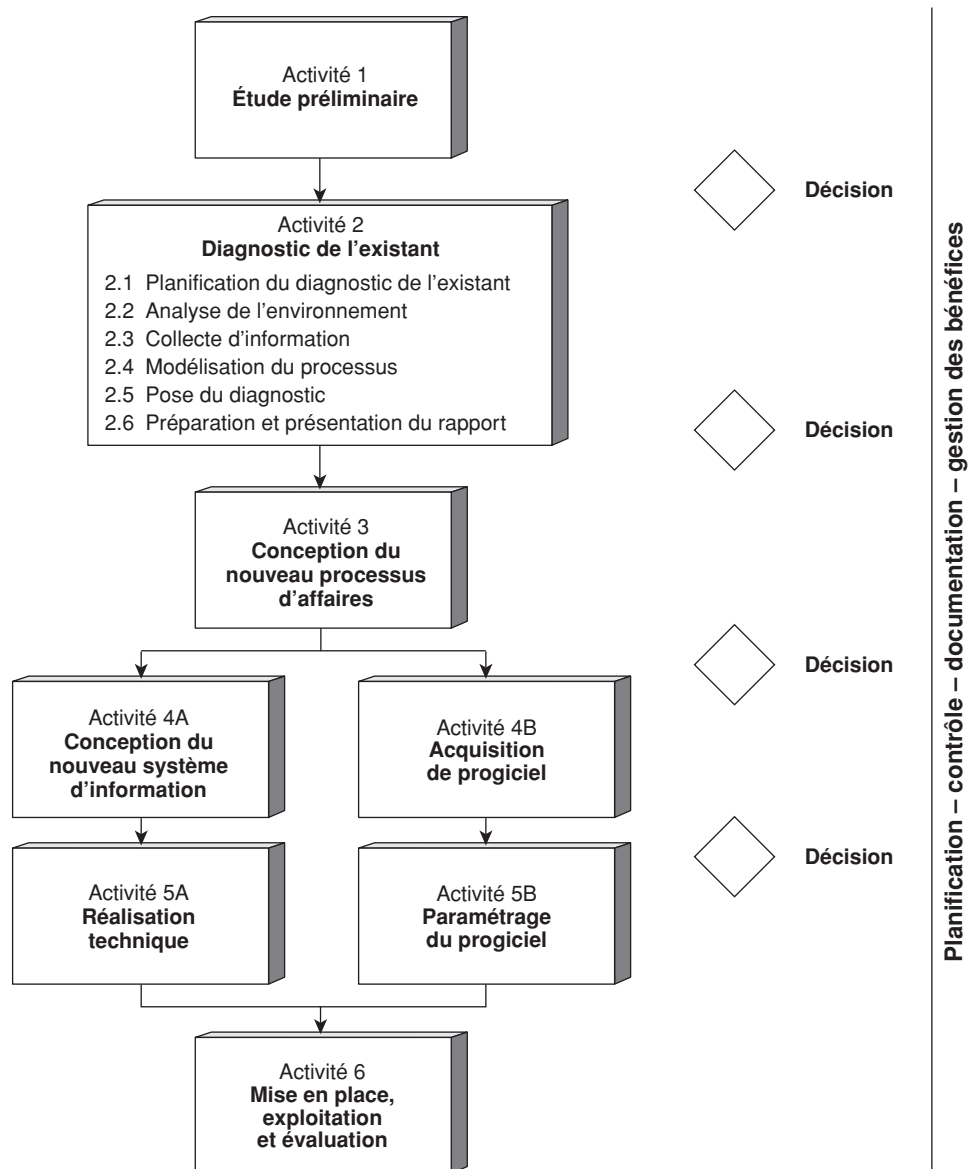 Activité 1
Étude préliminaire
Décision
Activité 2
Diagnostic de l’existant
2.1 Planification du diagnostic de l’existant
2.2 Analyse de l’environnement
2.3 Collecte d’information
2.4 Modélisation du processus
2.5 Pose du diagnostic
2.6 Préparation et présentation du rapport
Décision
Activité 3
Conception du
nouveau processus
d’affaires
Décision
Activité 4A
Conception du
nouveau système
d’information
Activité 4B
Acquisition
de progiciel
Décision
Activité 5A
Réalisation
technique
Activité 5B
Paramétrage
du progiciel
Activité 6
Mise en place,
exploitation
et évaluation
Planification – contrôle – documentation – gestion des bénéfices